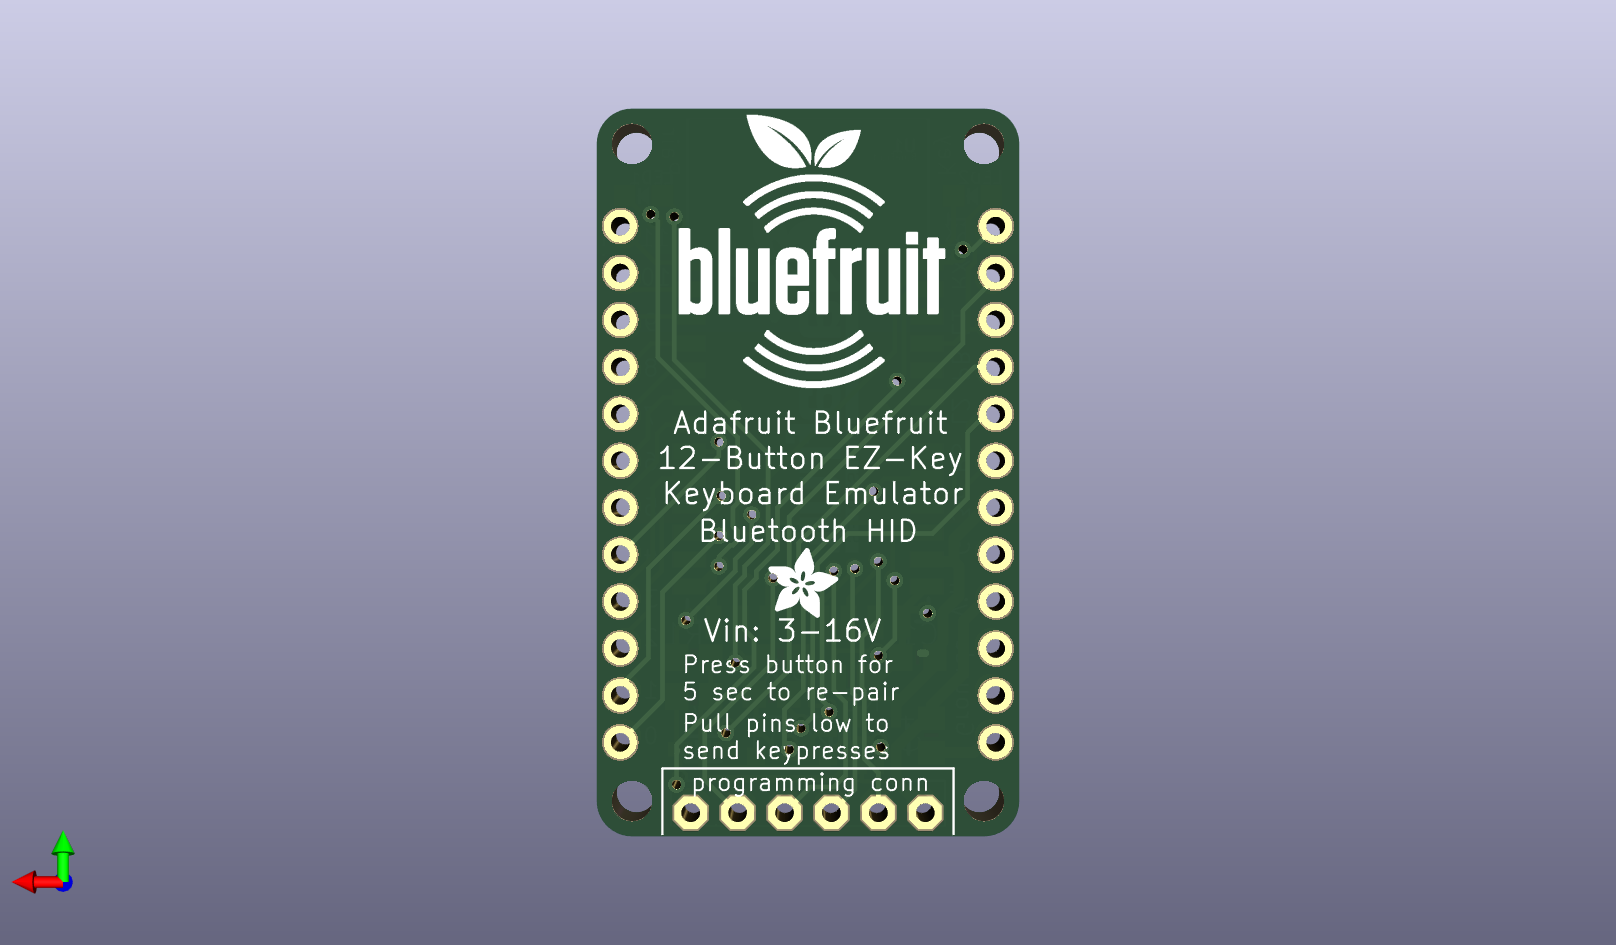 bluefruit
Adafruit Bluefruit
12-Button EZ-Key
Keyboard Emulator
Bluetooth HID
Vin: 3-16V
Press button for
5 sec to re-pair
Pull pins low to
send keypresses
programming conn